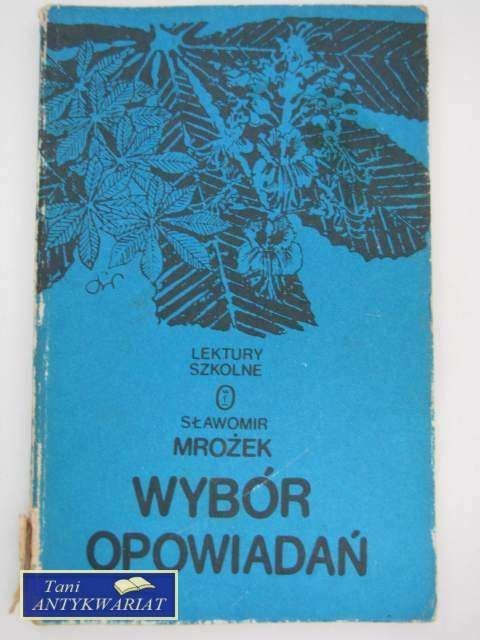 LEKTURY
SZKOLNE
SŁAWOMIR
MROŻEK
WYBÓR
OPOWIADAŃ
Tani
ANTYKWARIAT